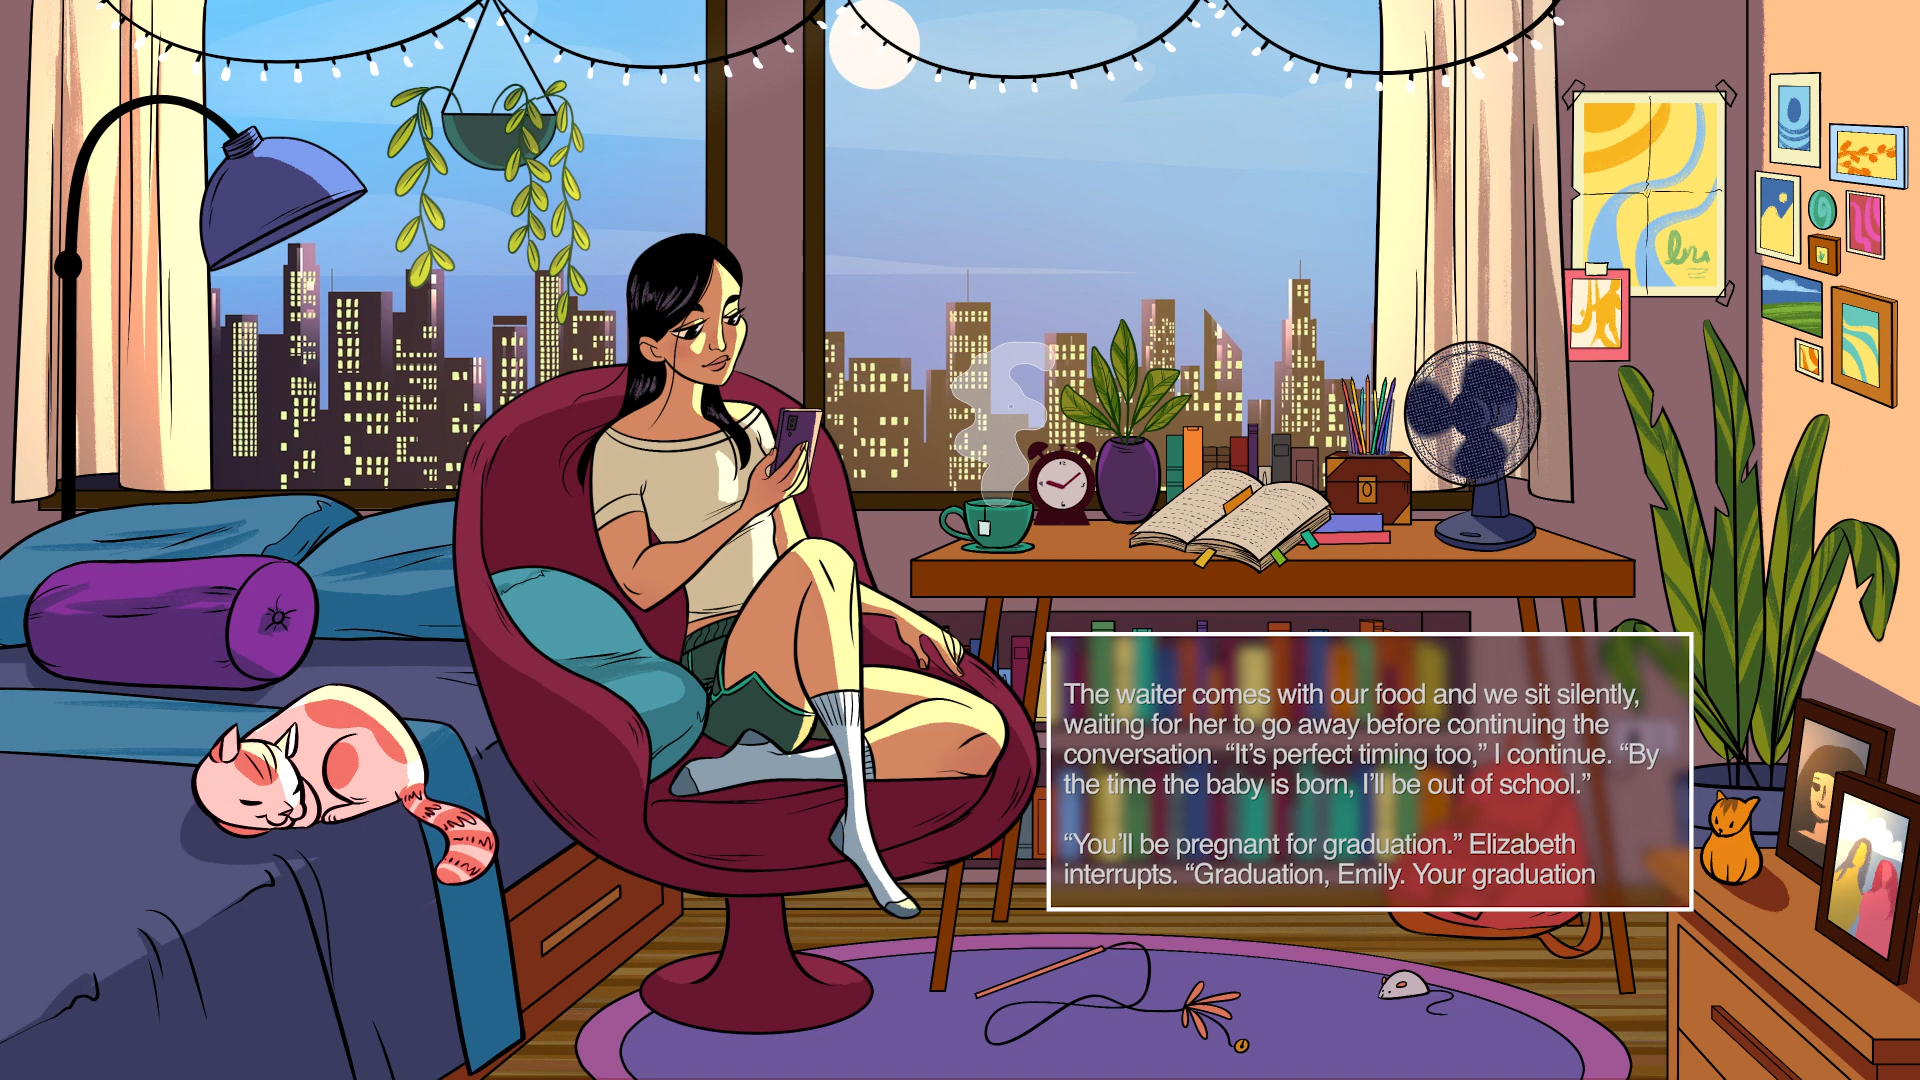 The waiter comes with our food and we sit silently,
waiting for her to go away before continuing the
conversation. “It’s perfect timing too,” I continue. “By
the time the baby is born, I’ll be out of school.”
“You’ll be pregnant for graduation.” Elizabeth
interrupts. “Graduation, Emily. Your graduation